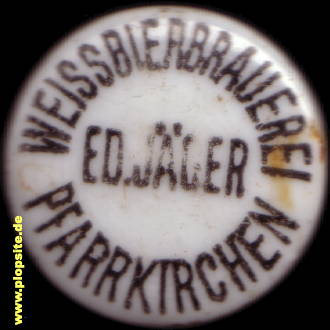 WEISSBIERBRAUEREI
ED. JÄGER
PFARRKIRCHEN
www.plopsite.de